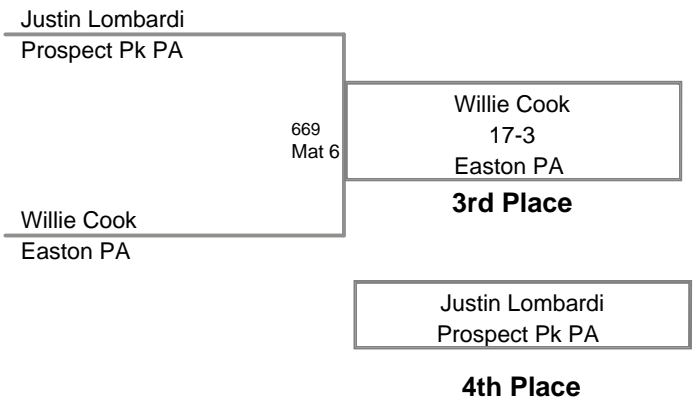 Justin Lombardi
Prospect Pk PA
669
Mat 6
Willie Cook
17-3
Easton PA
3rd Place
Willie Cook
Easton PA
Justin Lombardi
Prospect Pk PA
4th Place